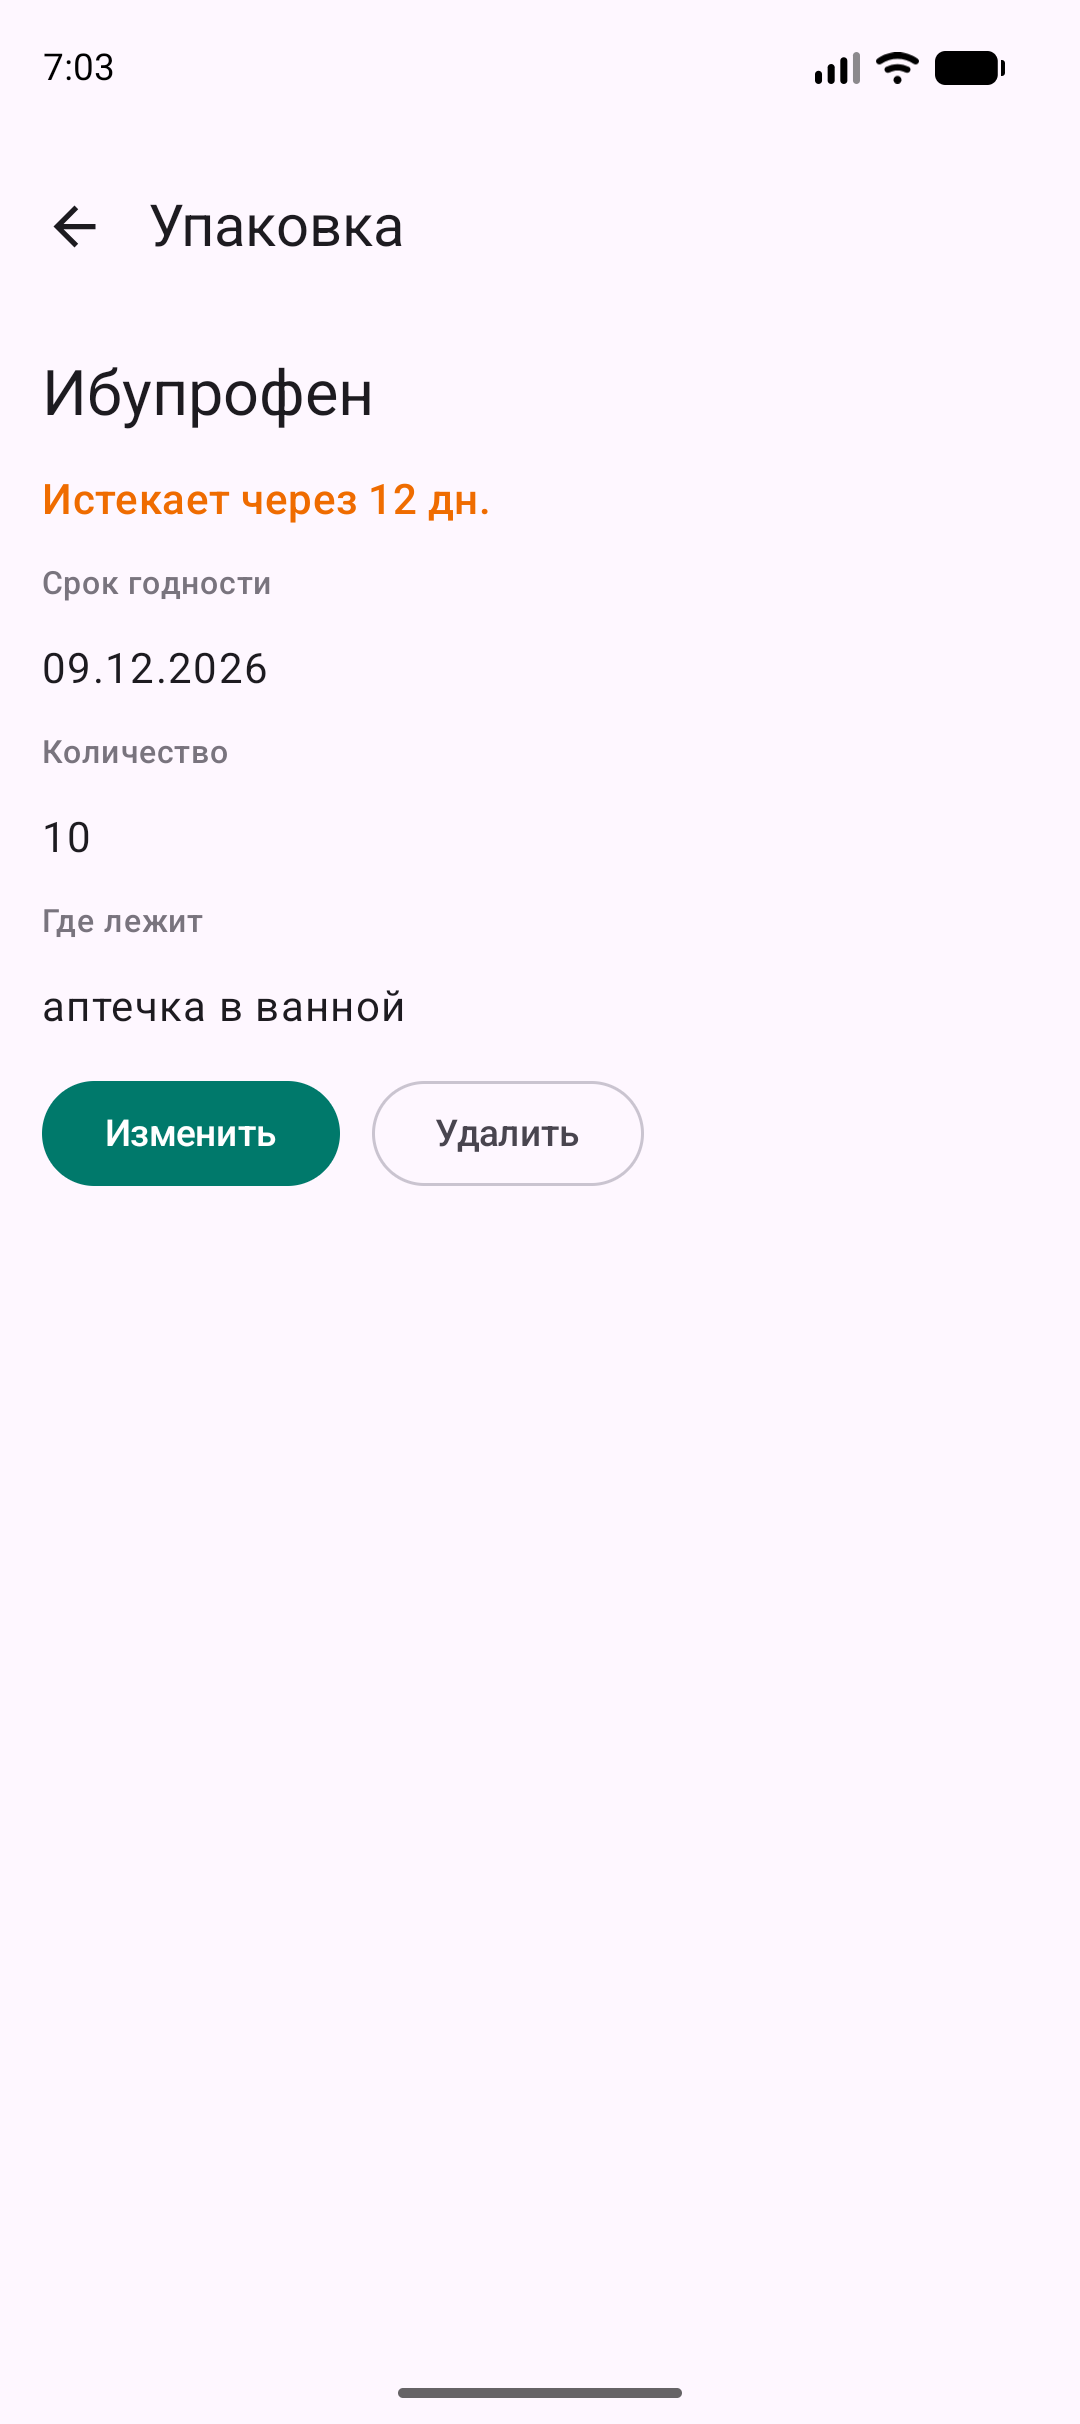 7:03
Упаковка
Ибупрофен
Истекает через 12 дн.
Срок годности
09.12.2026
Количество
10
Где лежит
аптечка в ванной
Изменить
Удалить